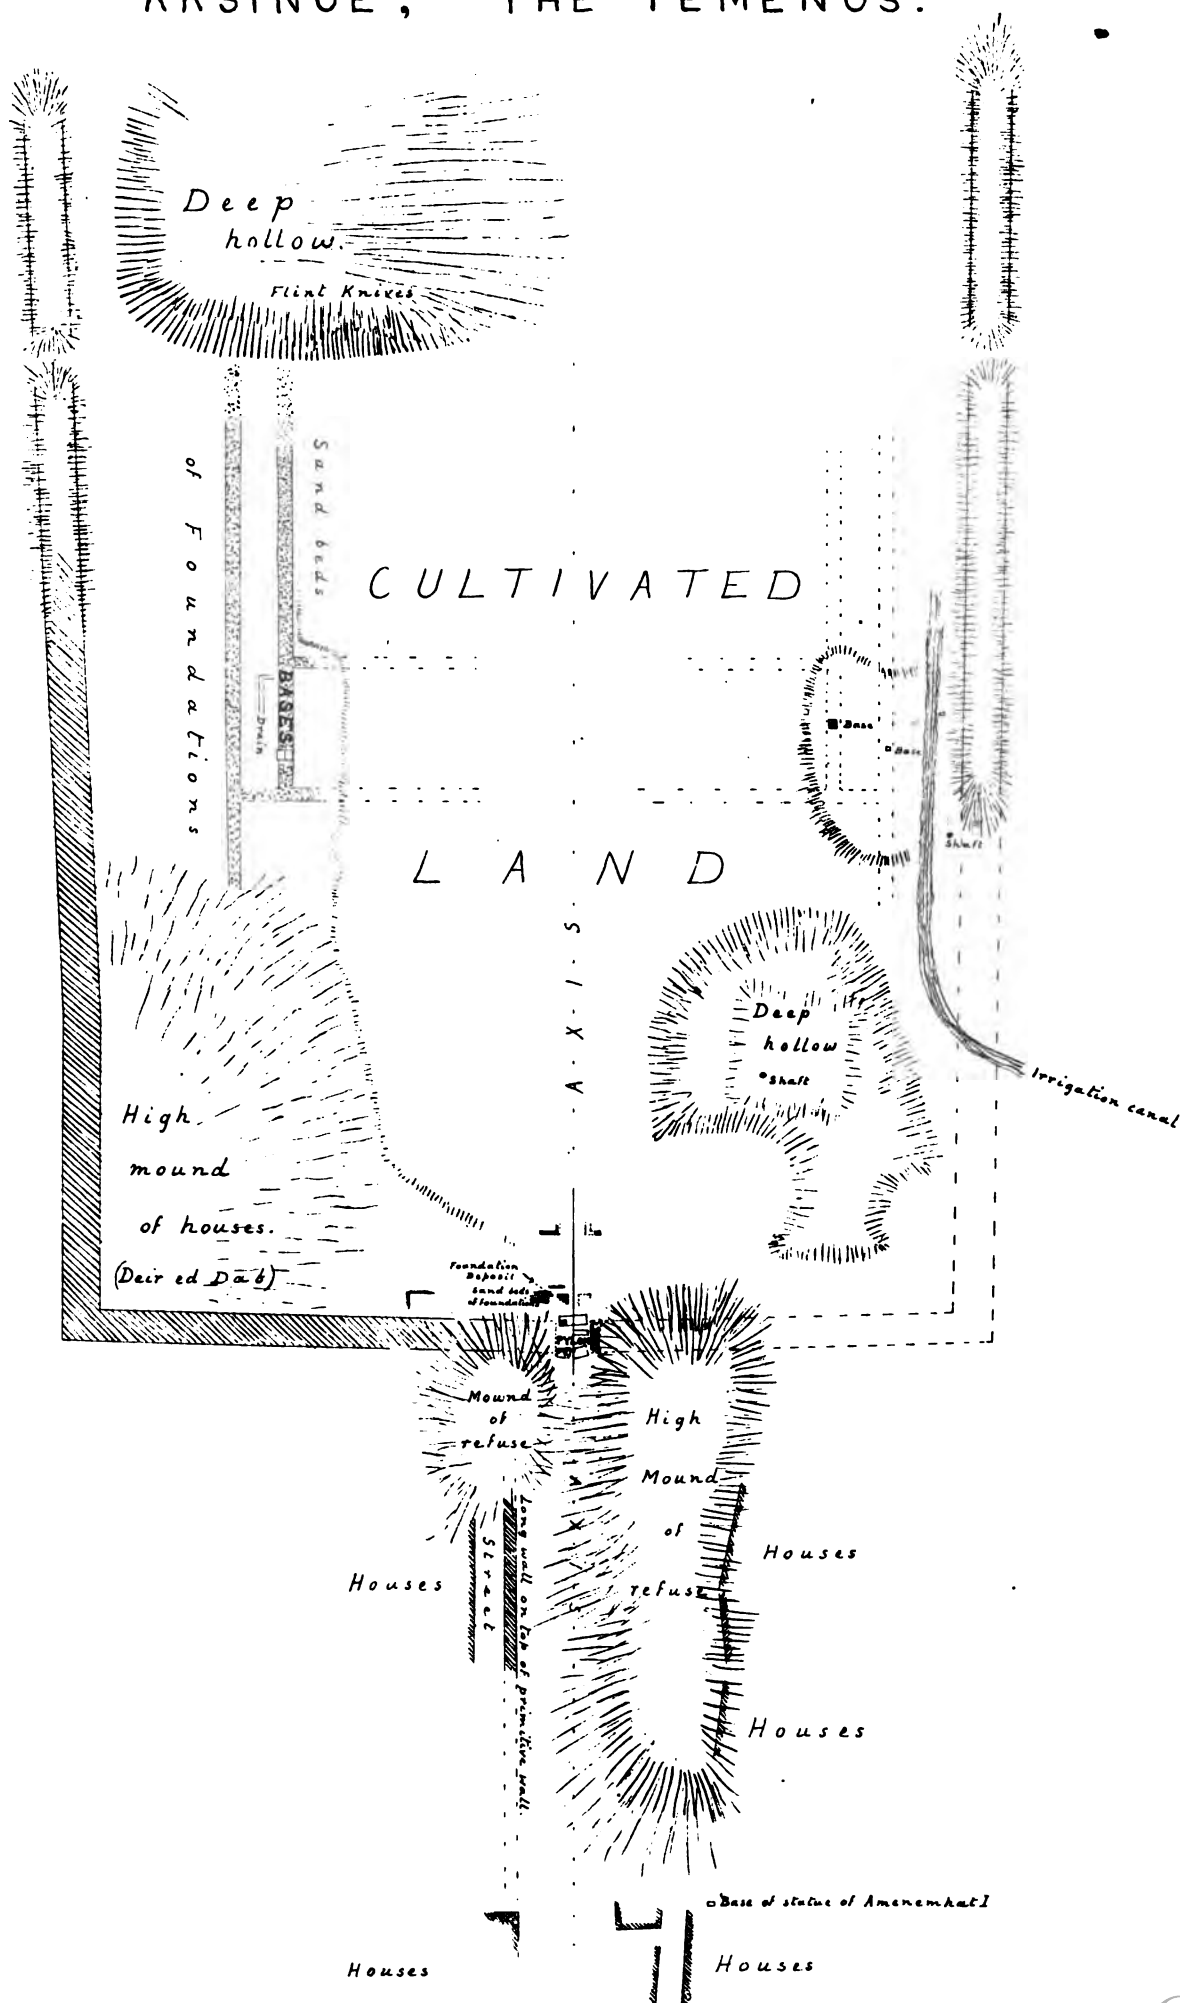 ARSINOE, THE TEMENOS.
Deep
hollow.
Flint Knives
Sand beds
of Foundations
CULTIVATED
BASES
Drain
Base
Base
Shaft
LAND
AXIS
Deep
hollow
Shaft
Irrigation canal
High
mound
of houses.
(Deir ed Dab)
Foundation
Deposit
Sand beds
of foundation
Mound
of
refuse
High
Mound
of
refuse
AXIS
Long wall on top of primitive wall.
Street
Houses
Houses
Houses
Base of statue of Amenemhat I
Houses
Houses